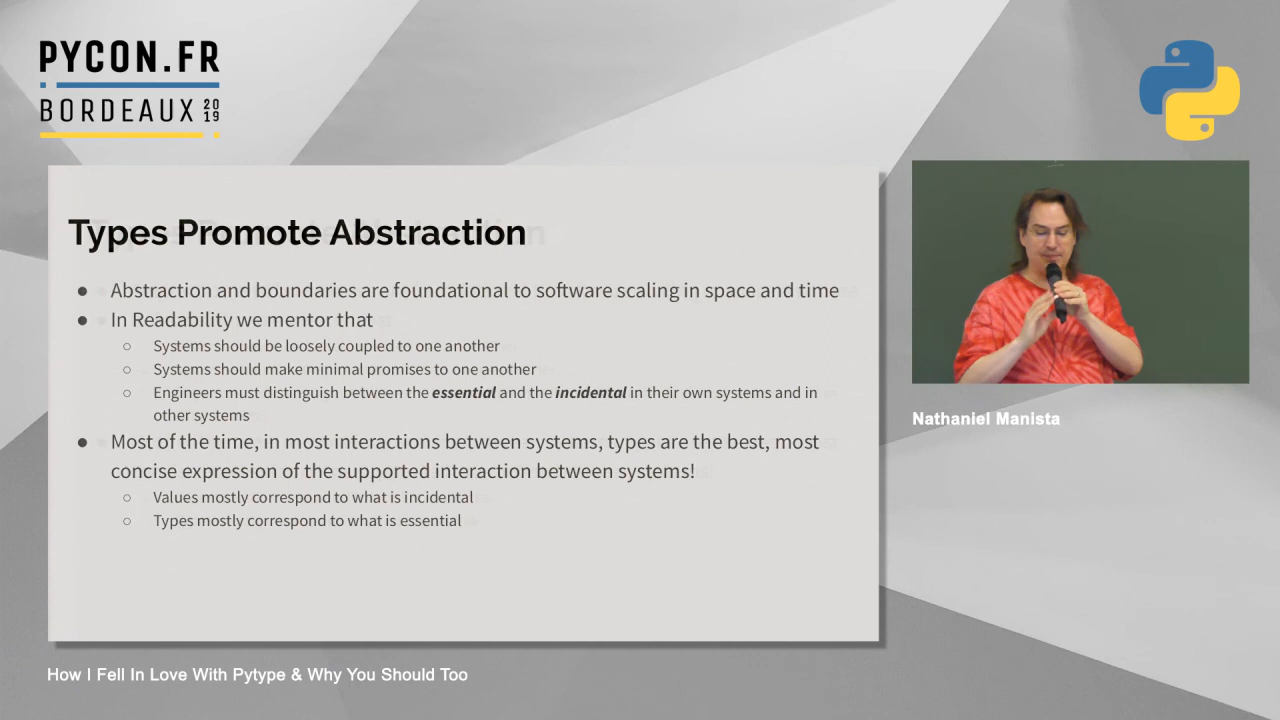 PYCON.FR
BORDEAUX 20 19
Types Promote Abstraction
● Abstraction and boundaries are foundational to software scaling in space and time
● In Readability we mentor that
○ Systems should be loosely coupled to one another
○ Systems should make minimal promises to one another
○ Engineers must distinguish between the essential and the incidental in their own systems and in
other systems
● Most of the time, in most interactions between systems, types are the best, most
concise expression of the supported interaction between systems!
○ Values mostly correspond to what is incidental
○ Types mostly correspond to what is essential
Nathaniel Manista
How I Fell In Love With Pytype & Why You Should Too